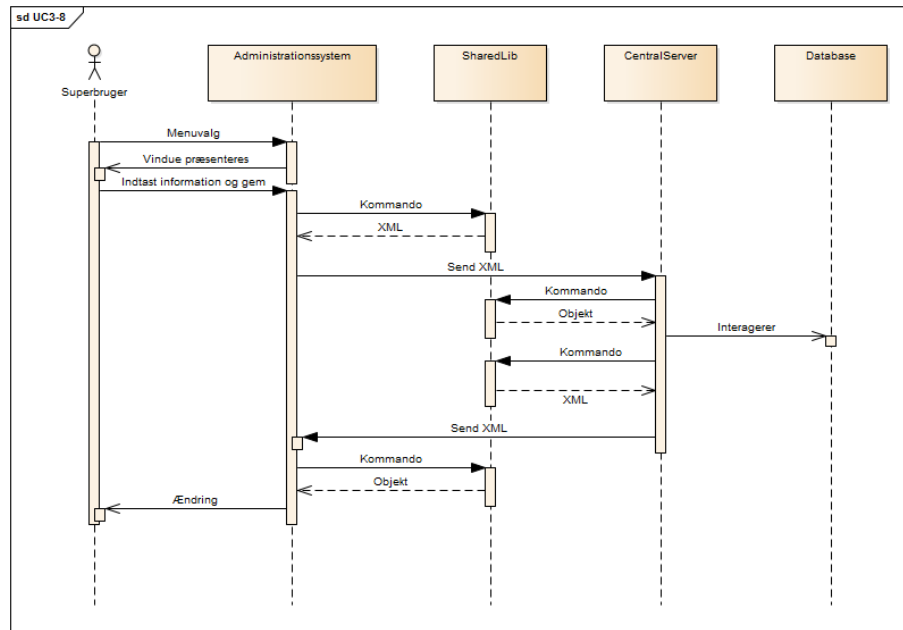 sd UC3-8
Superbruger
Administrationssystem
SharedLib
CentralServer
Database
Menuvalg
Vindue præsenteres
Indtast information og gem
Kommando
XML
Send XML
Kommando
Objekt
Interagerer
Kommando
XML
Send XML
Kommando
Objekt
Ændring